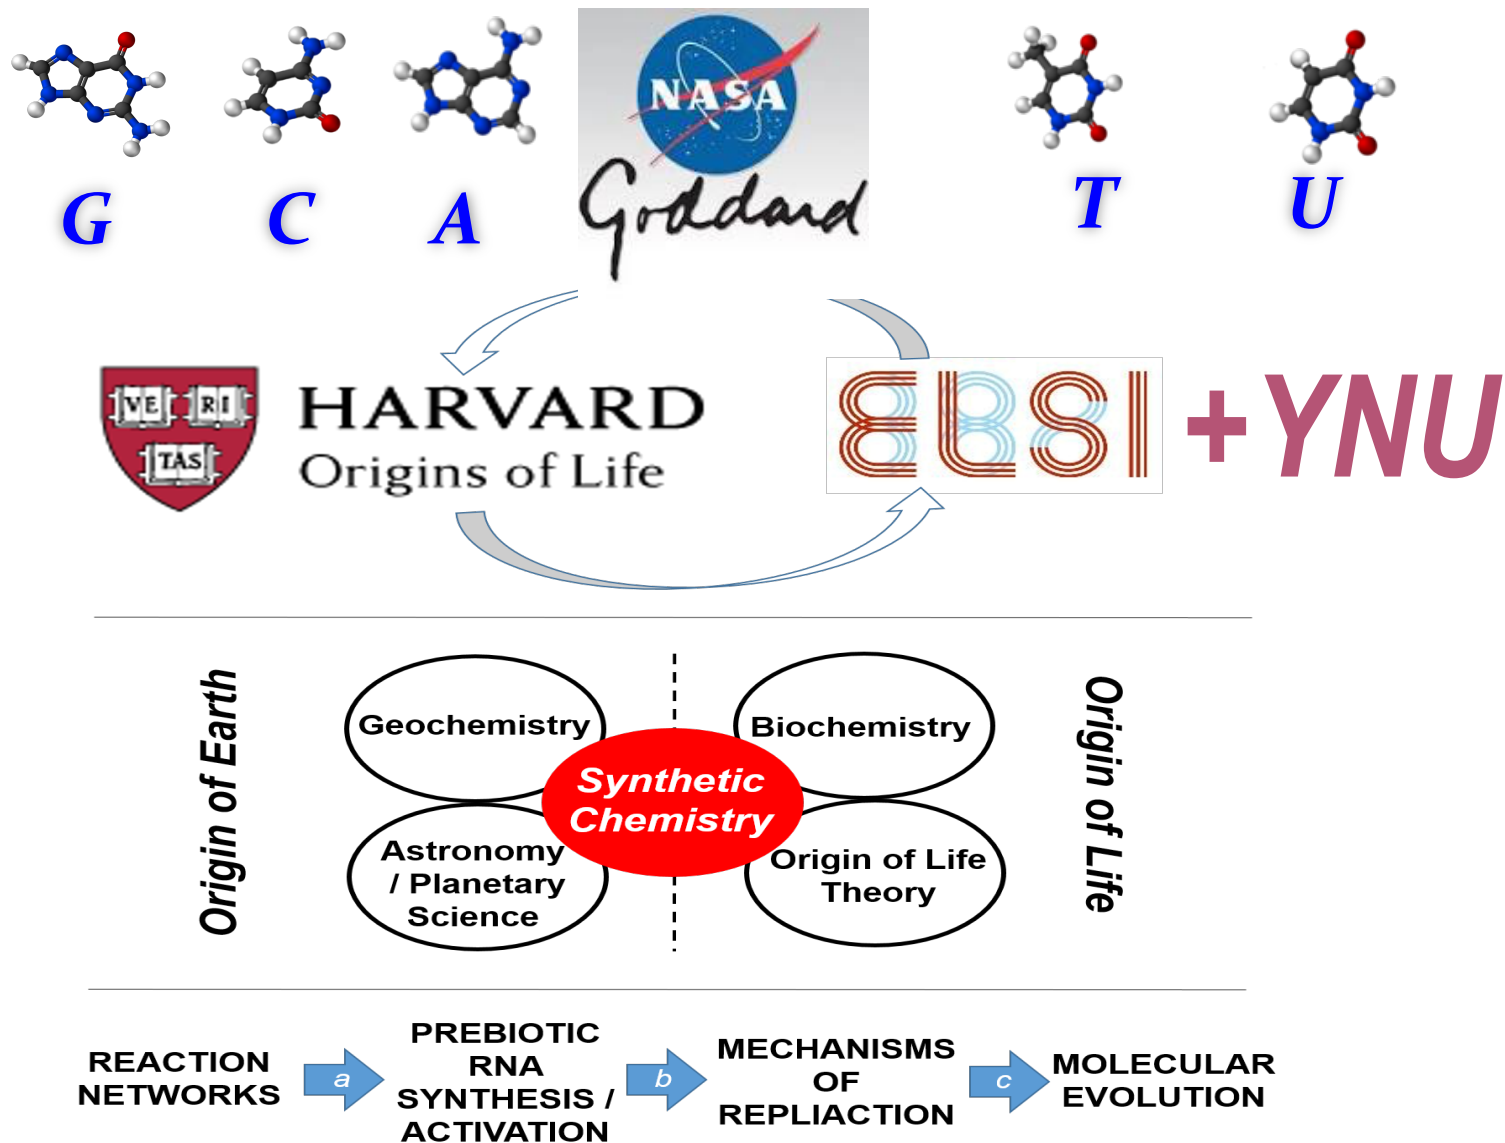 G
C
A
NASA
Goddard
T
U
VE RI
TAS
HARVARD
Origins of Life
ELSI
+YNU
Origin of Earth
Geochemistry
Biochemistry
Synthetic
Chemistry
Astronomy
/ Planetary
Science
Origin of Life
Theory
Origin of Life
REACTION
NETWORKS
a
PREBIOTIC
RNA
SYNTHESIS /
ACTIVATION
b
MECHANISMS
OF
REPLIACTION
c
MOLECULAR
EVOLUTION